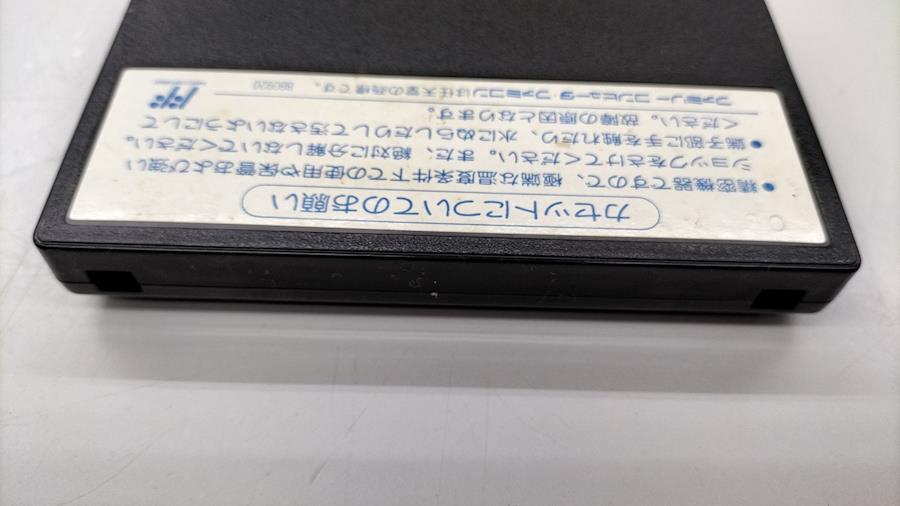 カセットについてのお願い
●精密機器ですので、極端な温度条件下での使用や保管および強い
ショックをさけてください。また、絶対に分解しないでください。
●端子部に手を触れたり、水にぬらしたりして汚さないようにして
ください。故障の原因となります。
ファミリーコンピュータ・ファミコンは任天堂の商標です。 860920